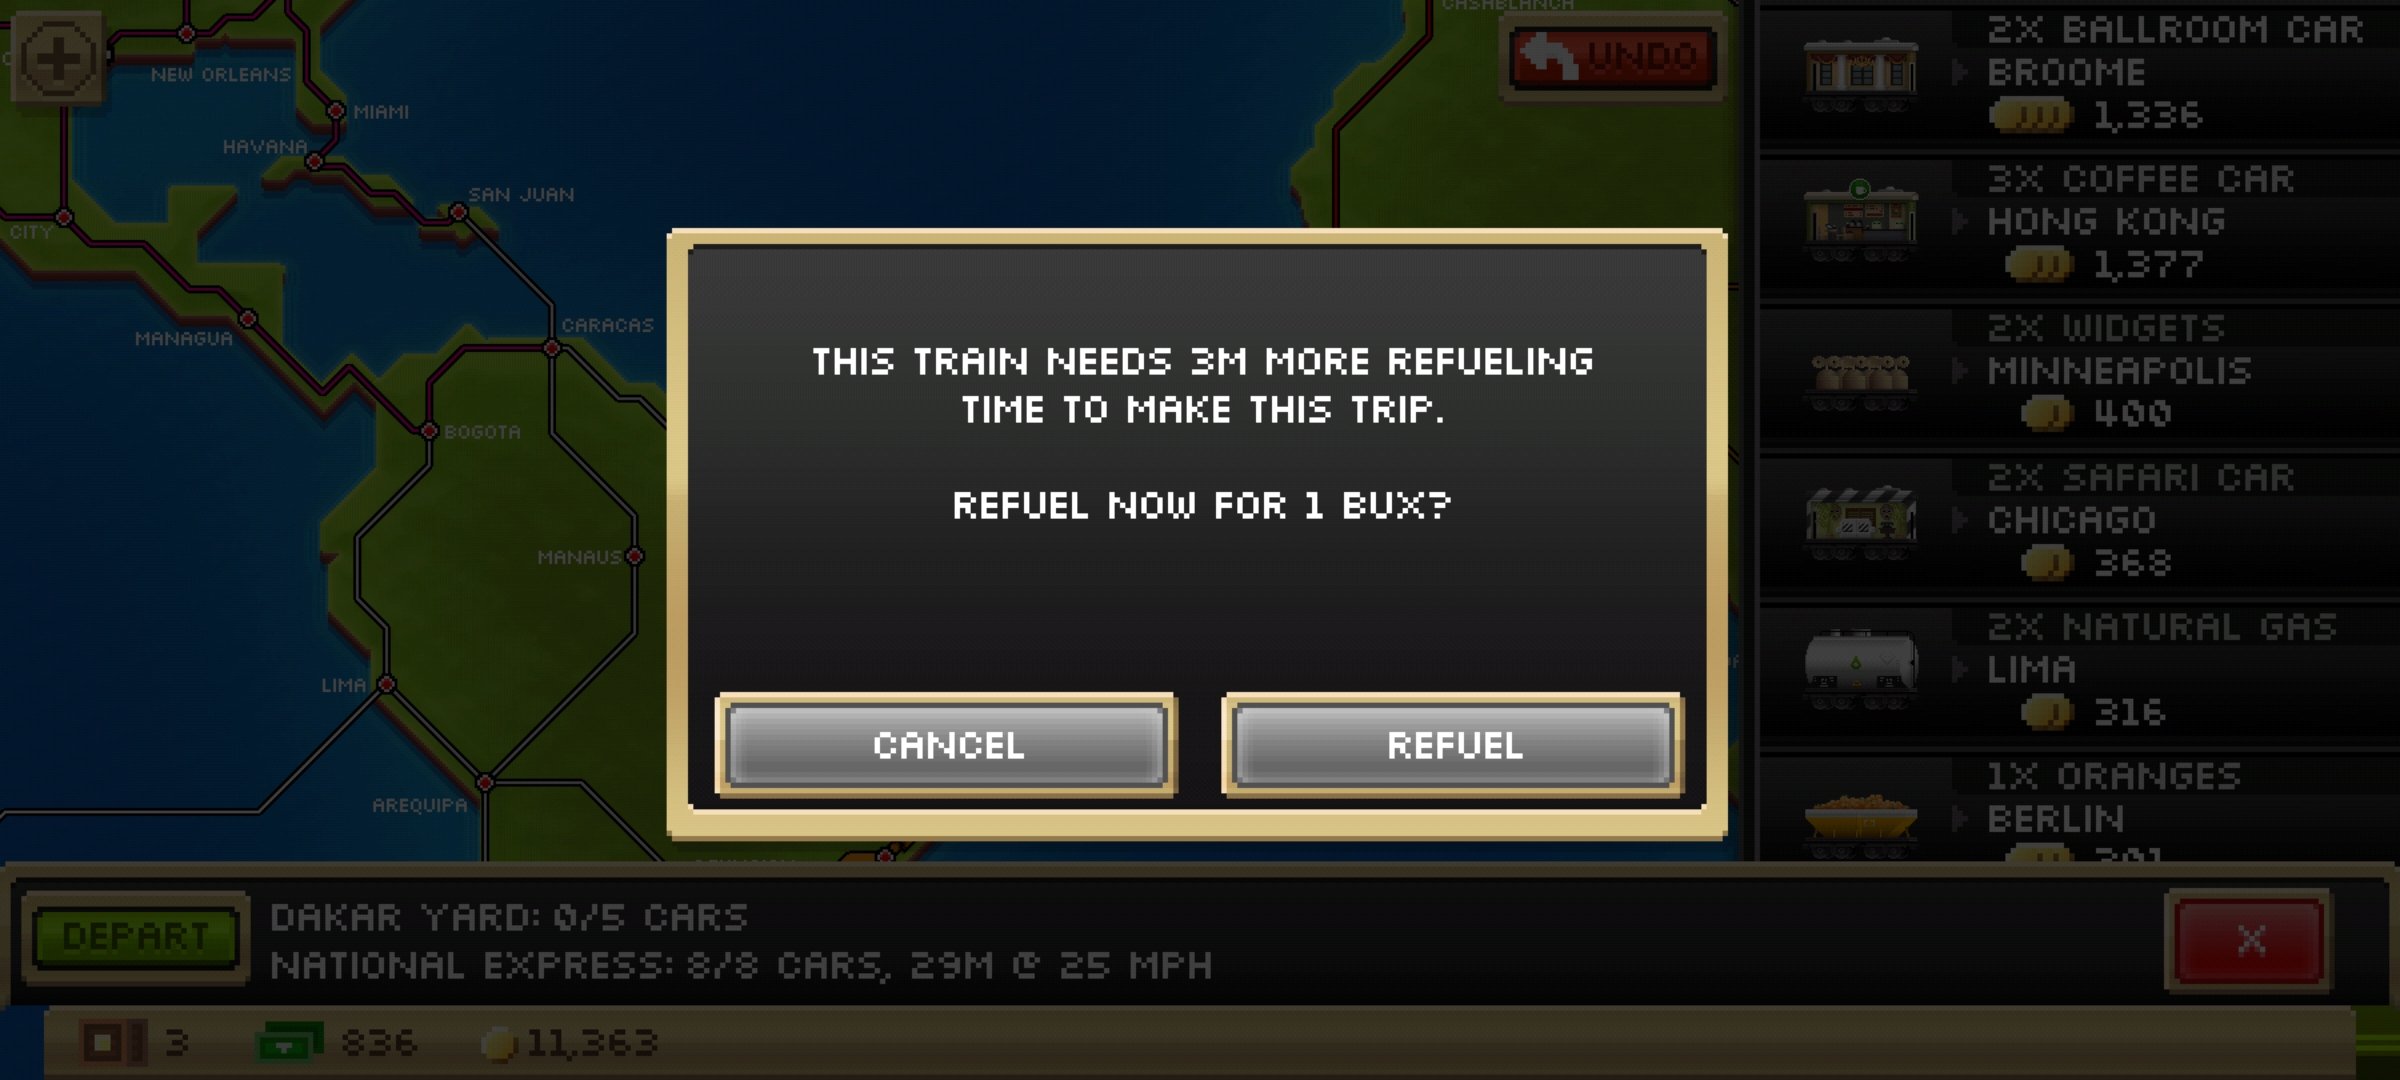 CASABLANCA
UNDO
NEW ORLEANS
MIAMI
HAVANA
SAN JUAN
CITY
MANAGUA
CARACAS
BOGOTA
MANAUS
LIMA
AREQUIPA
THIS TRAIN NEEDS 3M MORE REFUELING
TIME TO MAKE THIS TRIP.
REFUEL NOW FOR 1 BUX?
CANCEL
REFUEL
2X BALLROOM CAR
BROOME
1,336
3X COFFEE CAR
HONG KONG
1,377
2X WIDGETS
MINNEAPOLIS
400
2X SAFARI CAR
CHICAGO
368
2X NATURAL GAS
LIMA
316
1X ORANGES
BERLIN
DEPART
DAKAR YARD: 0/5 CARS
NATIONAL EXPRESS: 8/8 CARS, 29M @ 25 MPH
X
3
836
11,363